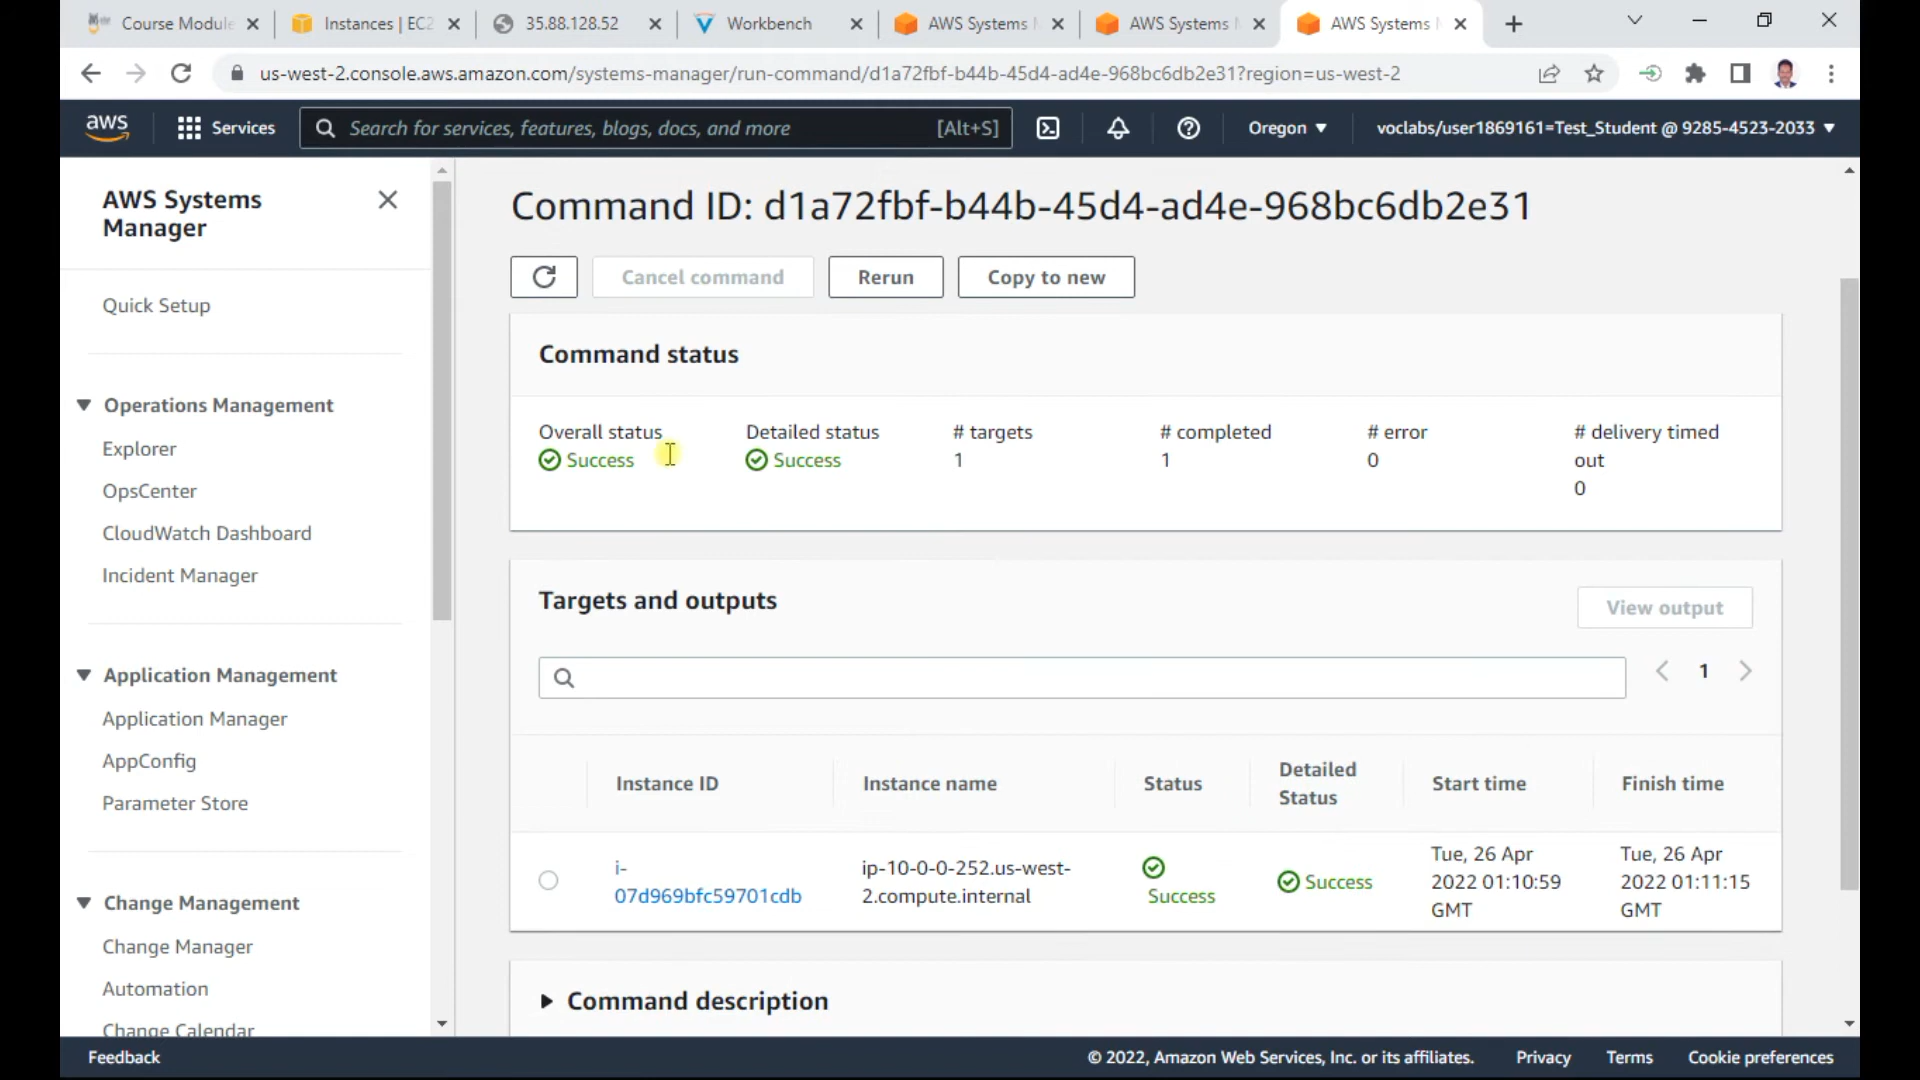 Course Module
Instances | EC2
35.88.128.52
Workbench
AWS Systems M
AWS Systems M
AWS Systems M
us-west-2.console.aws.amazon.com/systems-manager/run-command/d1a72fbf-b44b-45d4-ad4e-968bc6db2e31?region=us-west-2
aws
Services
Search for services, features, blogs, docs, and more
[Alt+S]
Oregon
voclabs/user1869161=Test_Student @ 9285-4523-2033
AWS Systems
Manager
Quick Setup
Operations Management
Explorer
OpsCenter
CloudWatch Dashboard
Incident Manager
Application Management
Application Manager
AppConfig
Parameter Store
Change Management
Change Manager
Automation
Change Calendar
Command ID: d1a72fbf-b44b-45d4-ad4e-968bc6db2e31
Cancel command
Rerun
Copy to new
Command status
Overall status
Success
Detailed status
Success
# targets
1
# completed
1
# error
0
# delivery timed
out
0
Targets and outputs
View output
1
Instance ID
Instance name
Status
Detailed
Status
Start time
Finish time
i-
07d969bfc59701cdb
ip-10-0-0-252.us-west-
2.compute.internal
Success
Success
Tue, 26 Apr
2022 01:10:59
GMT
Tue, 26 Apr
2022 01:11:15
GMT
Command description
Feedback
© 2022, Amazon Web Services, Inc. or its affiliates.
Privacy
Terms
Cookie preferences